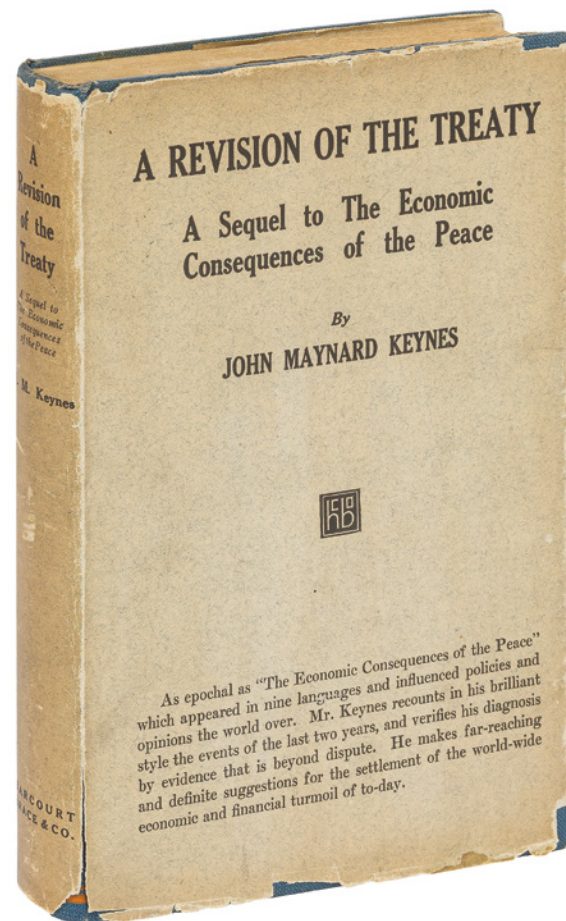 A REVISION OF THE TREATY
A Sequel to The Economic
Consequences of the Peace
By
JOHN MAYNARD KEYNES
As epochal as "The Economic Consequences of the Peace"
which appeared in nine languages and influenced policies and
opinions the world over. Mr. Keynes recounts in his brilliant
style the events of the last two years, and verifies his diagnosis
by evidence that is beyond dispute. He makes far-reaching
and definite suggestions for the settlement of the world-wide
economic and financial turmoil of to-day.
A
Revision
of the
Treaty
A Sequel to
The Economic
Consequences
of the Peace
M. Keynes
ARCOURT
RACE & CO.